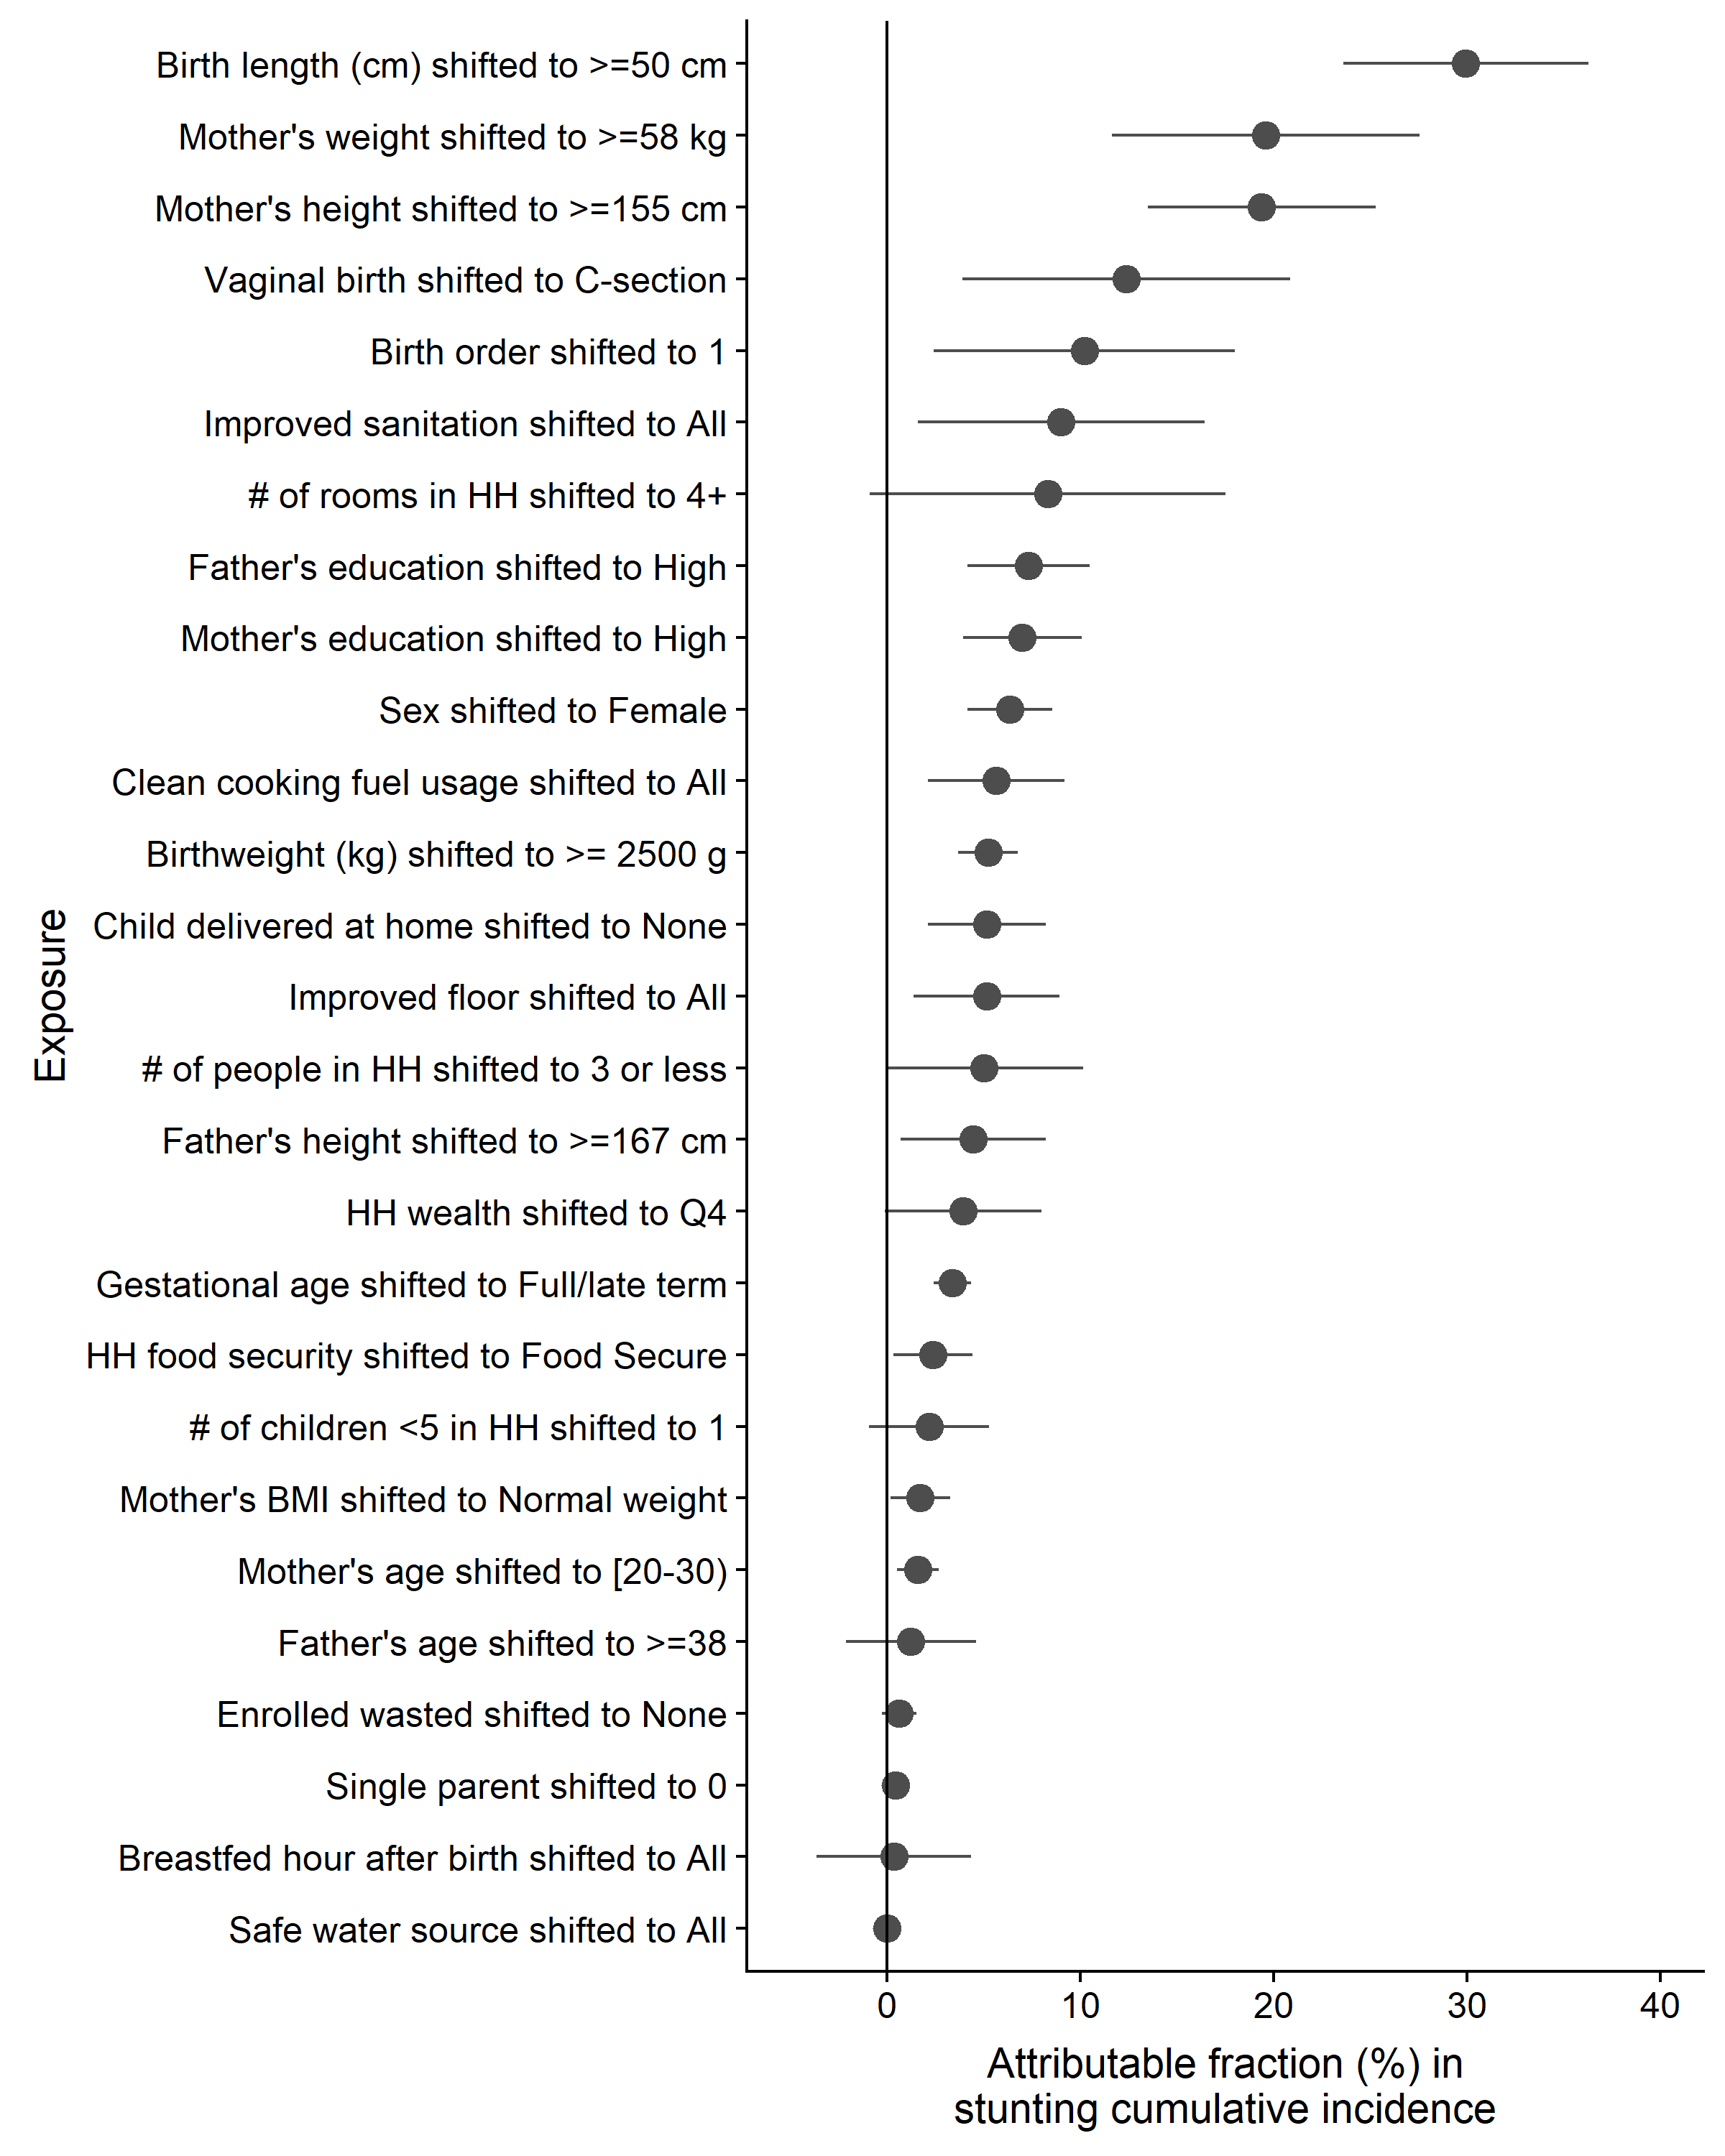 Birth length (cm) shifted to >=50 cm
Mother's weight shifted to >=58 kg
Mother's height shifted to >=155 cm
Vaginal birth shifted to C-section
Birth order shifted to 1
Improved sanitation shifted to All
# of rooms in HH shifted to 4+
Father's education shifted to High
Mother's education shifted to High
Sex shifted to Female
Clean cooking fuel usage shifted to All
Birthweight (kg) shifted to >= 2500 g
Child delivered at home shifted to None
Improved floor shifted to All
# of people in HH shifted to 3 or less
Father's height shifted to >=167 cm
HH wealth shifted to Q4
Gestational age shifted to Full/late term
HH food security shifted to Food Secure
# of children <5 in HH shifted to 1
Mother's BMI shifted to Normal weight
Mother's age shifted to [20-30)
Father's age shifted to >=38
Enrolled wasted shifted to None
Single parent shifted to 0
Breastfed hour after birth shifted to All
Safe water source shifted to All
Exposure
0 10 20 30 40
Attributable fraction (%) in
stunting cumulative incidence